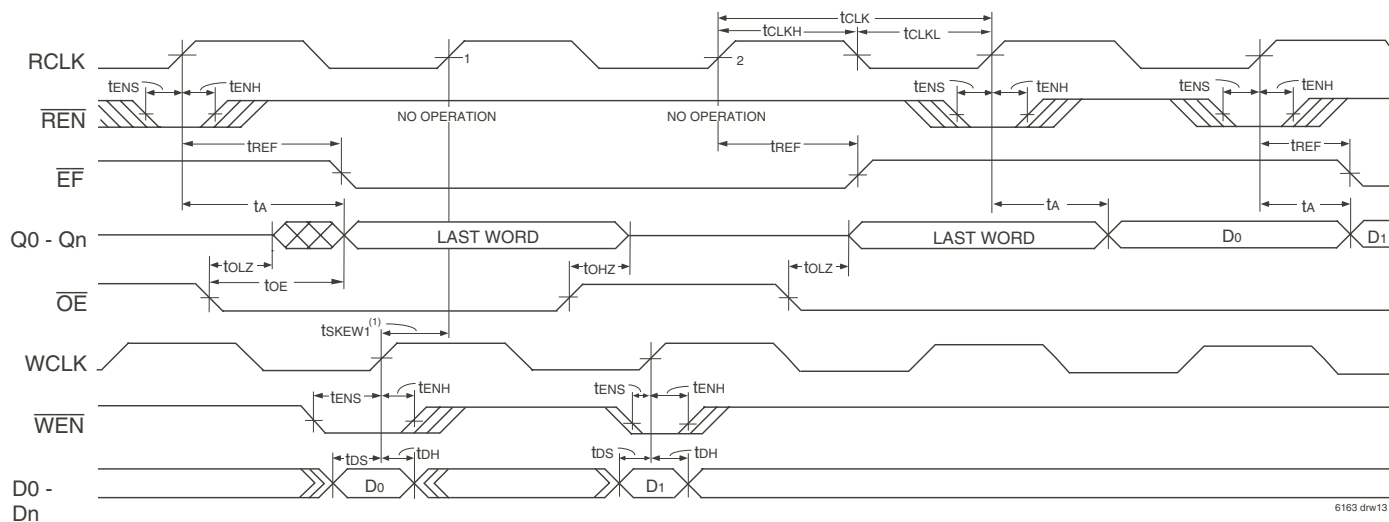 tCLK
tCLKH tCLKL
RCLK 1 2
tENS tENH tENS tENH tENS tENH
REN NO OPERATION NO OPERATION
tREF tREF tREF
EF
tA tA tA
Q0 - Qn LAST WORD LAST WORD D0 D1
tOLZ tOHZ tOLZ
tOE
OE
tSKEW1(1)
WCLK
tENS tENH tENS tENH
WEN
tDS tDH tDS tDH
D0 - D0 D1
Dn
6163 drw13